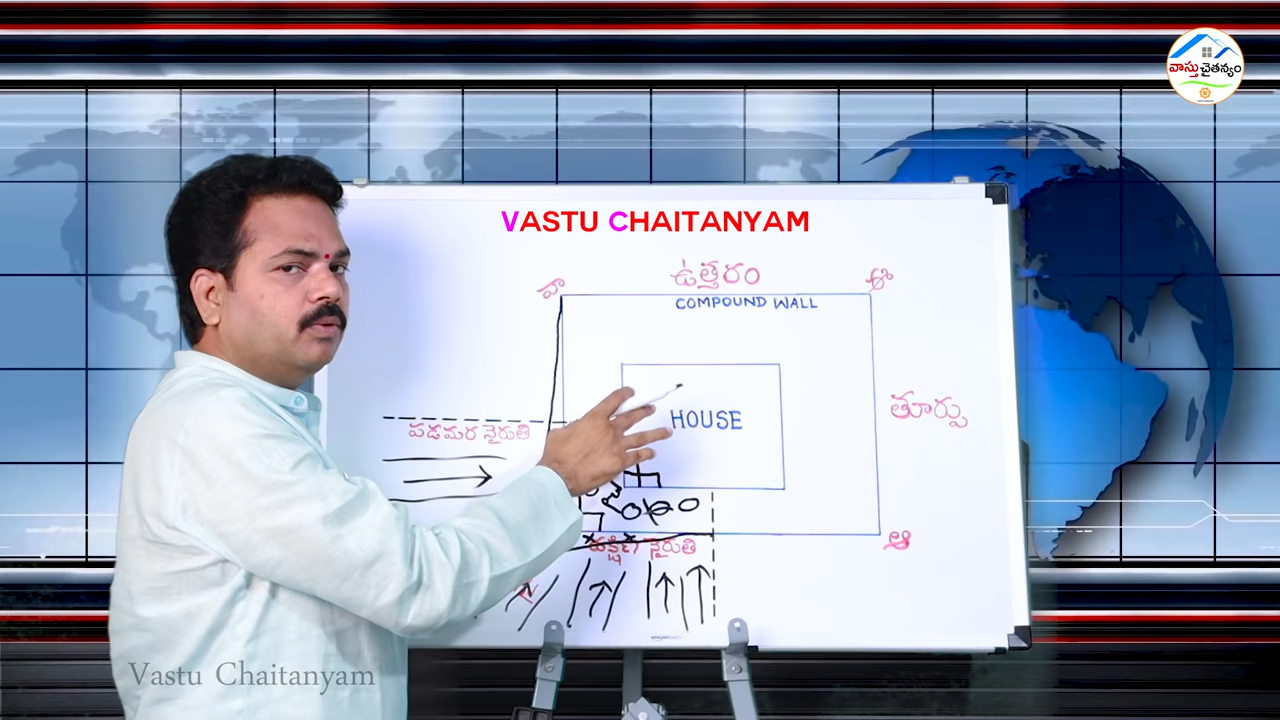 వాస్తుచైతన్యం
VASTU CHAITANYAM
ఉత్తరం
వా
ఈ
COMPOUND WALL
తూర్పు
HOUSE
పడమర నైరుతి
దక్షిణ నైరుతి
ఆ
Vastu Chaitanyam